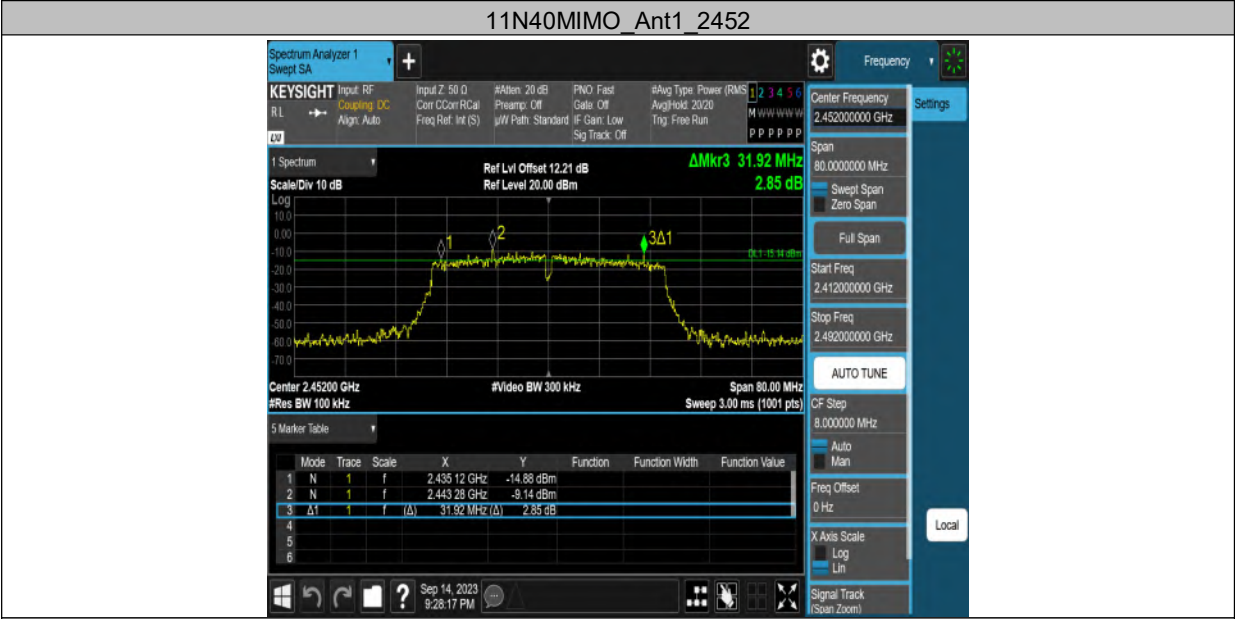 11N40MIMO_Ant1_2452
Spectrum Analyzer 1
Swept SA
Frequency
KEYSIGHT
RL
LXI
Input: RF
Coupling: DC
Align: Auto
Input Z: 50 Ω
Corr CCorr RCal
Freq Ref: Int (S)
#Atten: 20 dB
Preamp: Off
µW Path: Standard
PNO: Fast
Gate: Off
IF Gain: Low
Sig Track: Off
#Avg Type: Power (RMS
Avg|Hold: 20/20
Trig: Free Run
1 2 3 4 5 6
M W W W W W
P P P P P P
Center Frequency
2.452000000 GHz
Settings
Span
80.0000000 MHz
Swept Span
Zero Span
Full Span
Start Freq
2.412000000 GHz
Stop Freq
2.492000000 GHz
AUTO TUNE
CF Step
8.000000 MHz
Auto
Man
Freq Offset
0 Hz
X Axis Scale
Log
Lin
Signal Track
(Span Zoom)
Local
1 Spectrum
Scale/Div 10 dB
Ref Lvl Offset 12.21 dB
Ref Level 20.00 dBm
ΔMkr3 31.92 MHz
2.85 dB
Log
10.0
0.00
-10.0
-20.0
-30.0
-40.0
-50.0
-60.0
-70.0
1
2
3Δ1
DL1 -15.14 dBm
Center 2.45200 GHz
#Video BW 300 kHz
Span 80.00 MHz
#Res BW 100 kHz
Sweep 3.00 ms (1001 pts)
5 Marker Table
Mode Trace Scale X Y Function Function Width Function Value
1 N 1 f 2.435 12 GHz -14.88 dBm
2 N 1 f 2.443 28 GHz -9.14 dBm
3 Δ1 1 f (Δ) 31.92 MHz (Δ) 2.85 dB
4
5
6
Sep 14, 2023
9:28:17 PM